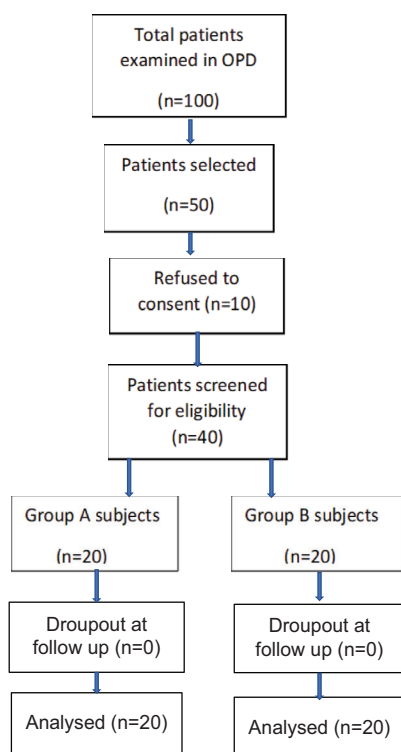 Total patients
examined in OPD
(n=100)
Patients selected
(n=50)
Refused to
consent (n=10)
Patients screened
for eligibility
(n=40)
Group A subjects
(n=20)
Group B subjects
(n=20)
Droupout at
follow up (n=0)
Droupout at
follow up (n=0)
Analysed (n=20)
Analysed (n=20)